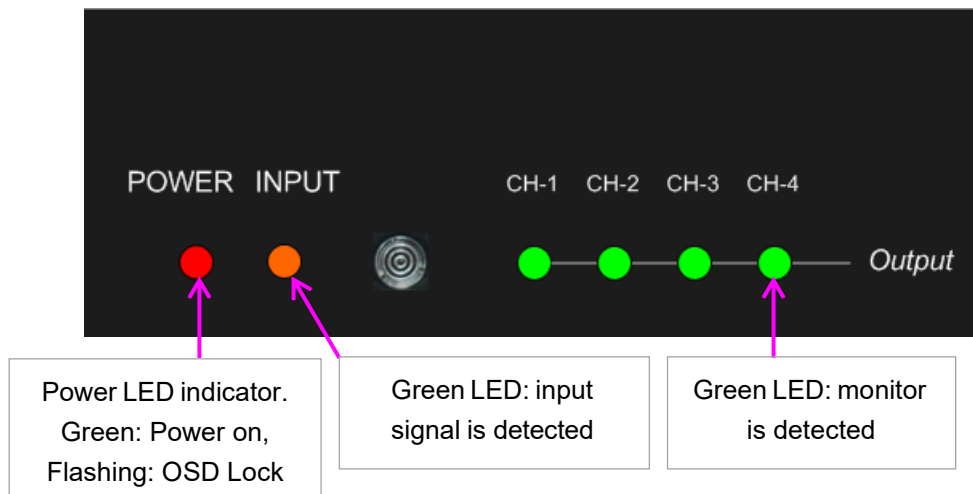 POWER INPUT
CH-1 CH-2 CH-3 CH-4
Output
Power LED indicator.
Green: Power on,
Flashing: OSD Lock
Green LED: input
signal is detected
Green LED: monitor
is detected